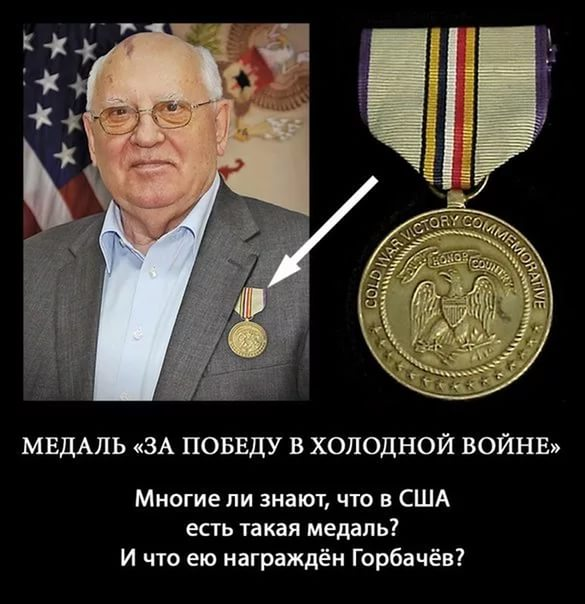 COLD WAR VICTORY COMMEMORATIVE
HONOR COUNTRY
МЕДАЛЬ «ЗА ПОБЕДУ В ХОЛОДНОЙ ВОЙНЕ»
Многие ли знают, что в США
есть такая медаль?
И что ею награждён Горбачёв?